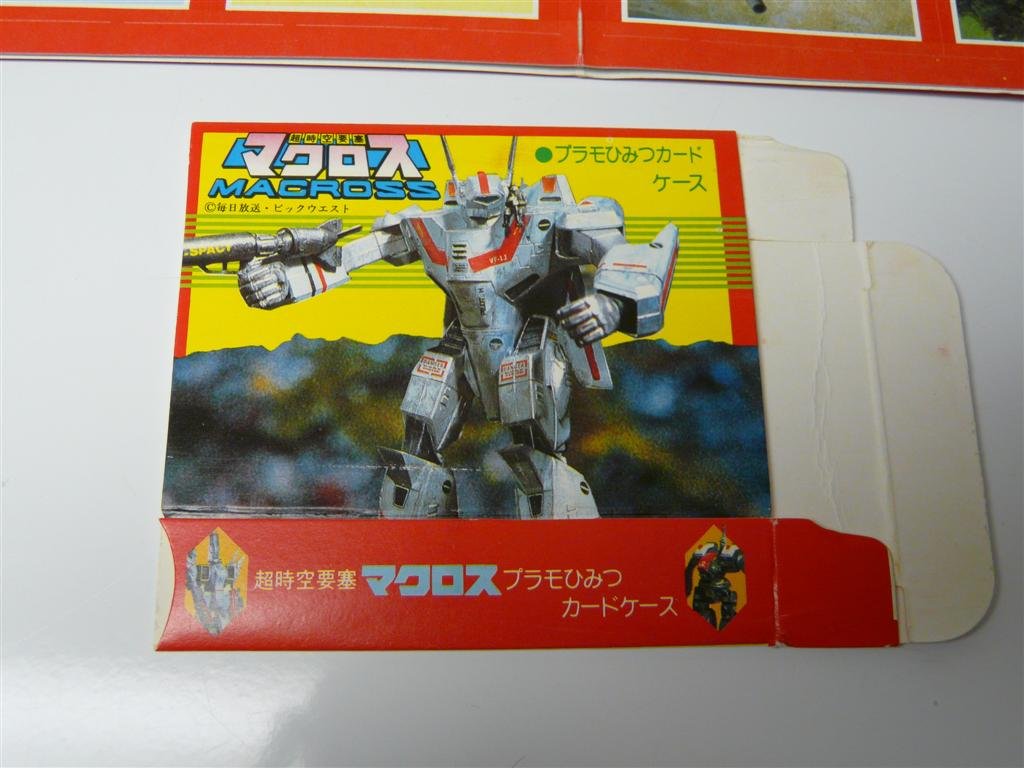 超時空要塞
マクロス
MACROSS
©毎日放送・ビックウエスト
●プラモひみつカード
ケース
SPACY
VF-1J
超時空要塞マクロスプラモひみつ
カードケース